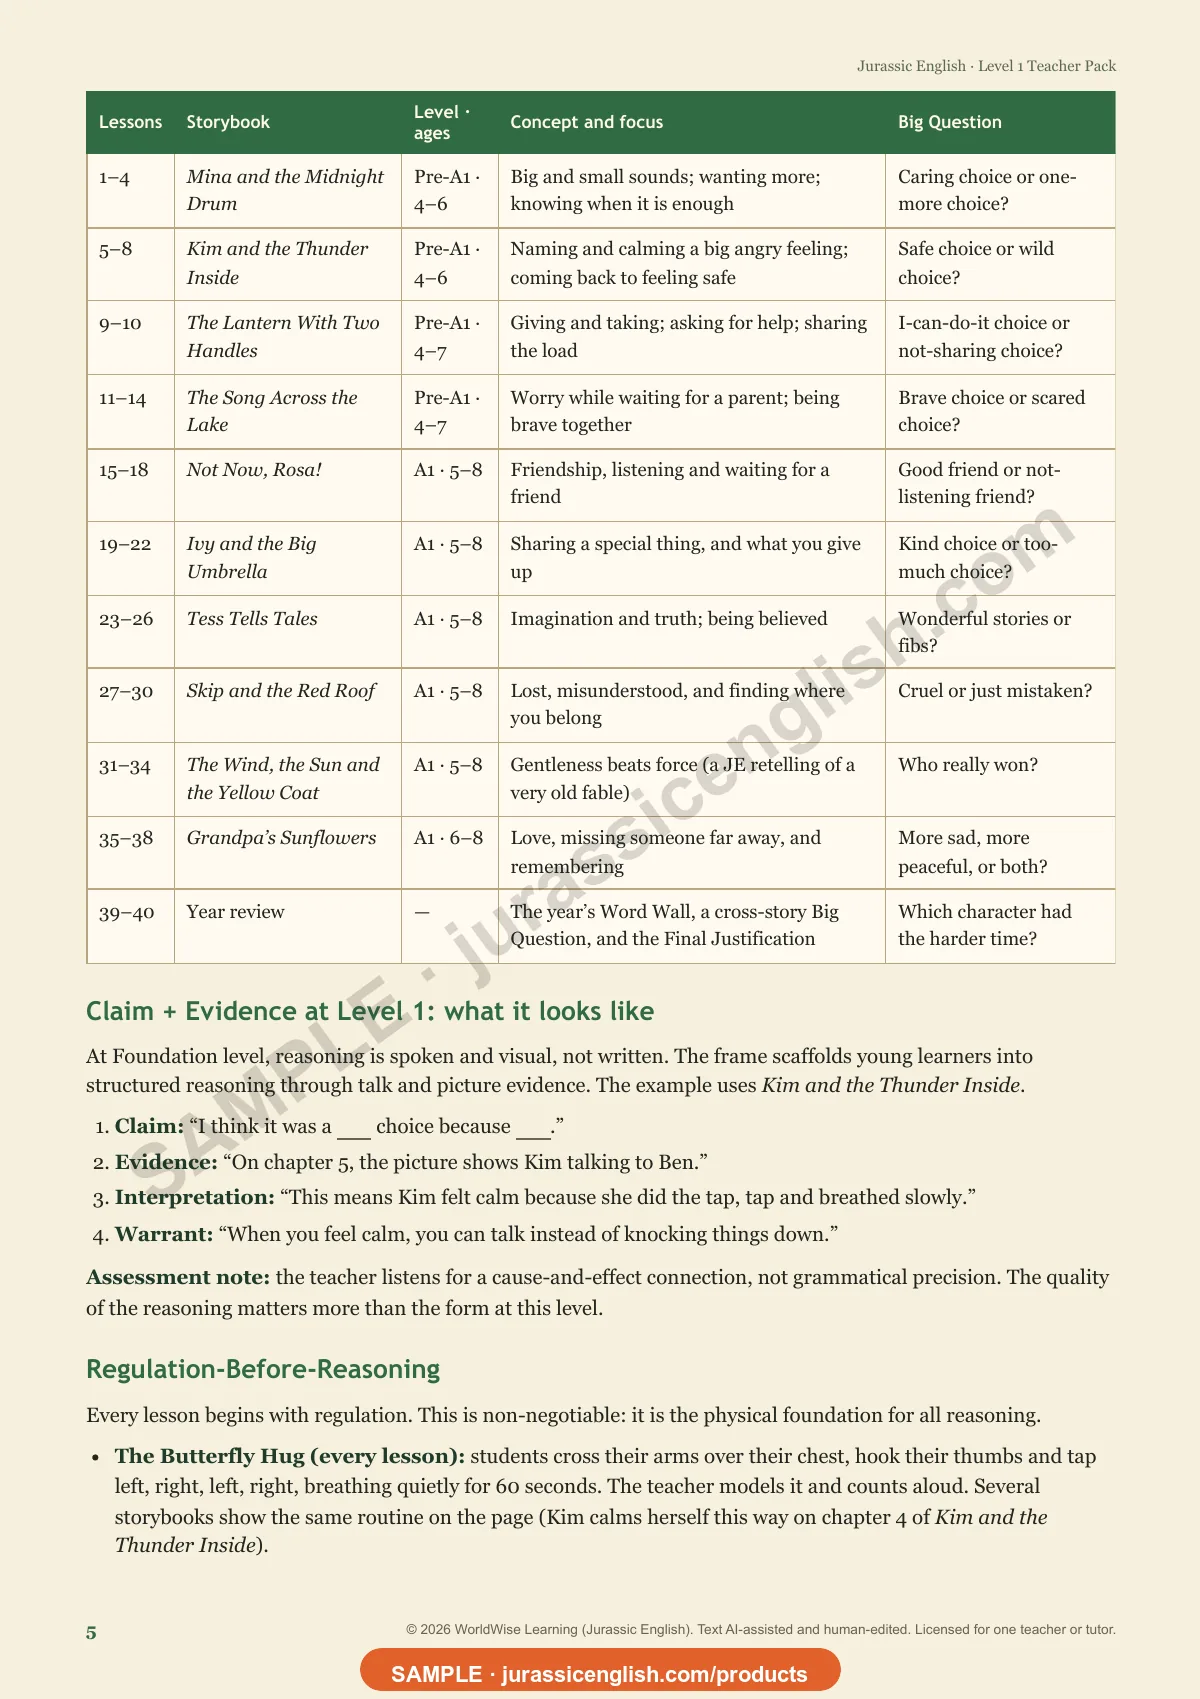 Jurassic English · Level 1 Teacher Pack
Lessons Storybook Level · ages Concept and focus Big Question
1–4 Mina and the Midnight Drum Pre-A1 · 4–6 Big and small sounds; wanting more; knowing when it is enough Caring choice or one-more choice?
5–8 Kim and the Thunder Inside Pre-A1 · 4–6 Naming and calming a big angry feeling; coming back to feeling safe Safe choice or wild choice?
9–10 The Lantern With Two Handles Pre-A1 · 4–7 Giving and taking; asking for help; sharing the load I-can-do-it choice or not-sharing choice?
11–14 The Song Across the Lake Pre-A1 · 4–7 Worry while waiting for a parent; being brave together Brave choice or scared choice?
15–18 Not Now, Rosa! A1 · 5–8 Friendship, listening and waiting for a friend Good friend or not-listening friend?
19–22 Ivy and the Big Umbrella A1 · 5–8 Sharing a special thing, and what you give up Kind choice or too-much choice?
23–26 Tess Tells Tales A1 · 5–8 Imagination and truth; being believed Wonderful stories or fibs?
27–30 Skip and the Red Roof A1 · 5–8 Lost, misunderstood, and finding where you belong Cruel or just mistaken?
31–34 The Wind, the Sun and the Yellow Coat A1 · 5–8 Gentleness beats force (a JE retelling of a very old fable) Who really won?
35–38 Grandpa’s Sunflowers A1 · 6–8 Love, missing someone far away, and remembering More sad, more peaceful, or both?
39–40 Year review — The year’s Word Wall, a cross-story Big Question, and the Final Justification Which character had the harder time?
Claim + Evidence at Level 1: what it looks like
At Foundation level, reasoning is spoken and visual, not written. The frame scaffolds young learners into
structured reasoning through talk and picture evidence. The example uses Kim and the Thunder Inside.
1. Claim: “I think it was a ___ choice because ___.”
2. Evidence: “On chapter 5, the picture shows Kim talking to Ben.”
3. Interpretation: “This means Kim felt calm because she did the tap, tap and breathed slowly.”
4. Warrant: “When you feel calm, you can talk instead of knocking things down.”
Assessment note: the teacher listens for a cause-and-effect connection, not grammatical precision. The quality
of the reasoning matters more than the form at this level.
Regulation-Before-Reasoning
Every lesson begins with regulation. This is non-negotiable: it is the physical foundation for all reasoning.
• The Butterfly Hug (every lesson): students cross their arms over their chest, hook their thumbs and tap
left, right, left, right, breathing quietly for 60 seconds. The teacher models it and counts aloud. Several
storybooks show the same routine on the page (Kim calms herself this way on chapter 4 of Kim and the
Thunder Inside).
5 © 2026 WorldWise Learning (Jurassic English). Text AI-assisted and human-edited. Licensed for one teacher or tutor.
SAMPLE · jurassicenglish.com/products
SAMPLE · jurassicenglish.com